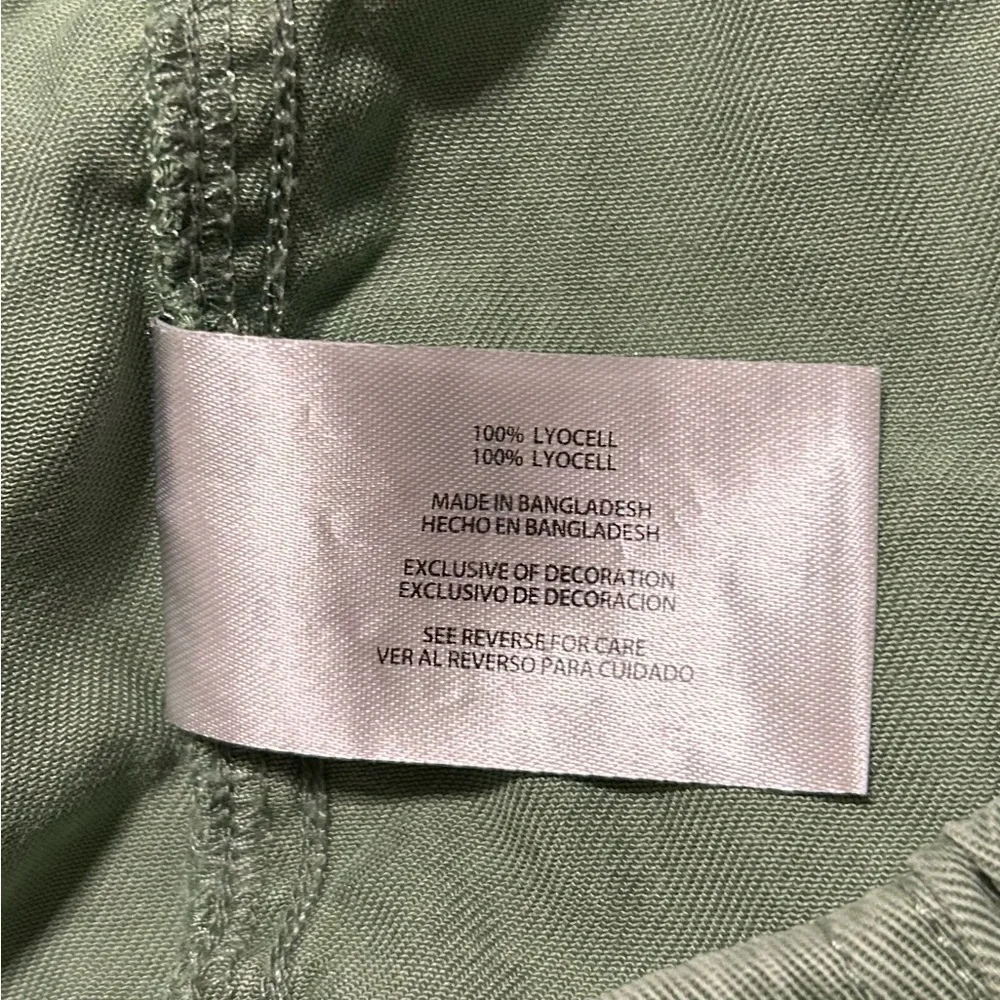 100% LYOCELL
100% LYOCELL
MADE IN BANGLADESH
HECHO EN BANGLADESH
EXCLUSIVE OF DECORATION
EXCLUSIVO DE DECORACION
SEE REVERSE FOR CARE
VER AL REVERSO PARA CUIDADO